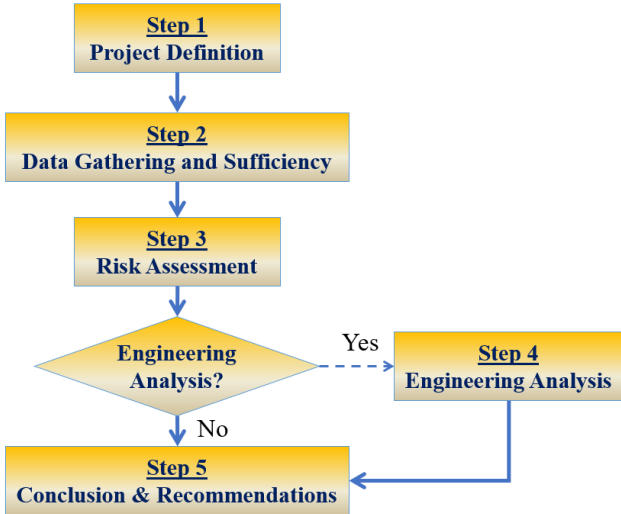 Step 1
Project Definition
Step 2
Data Gathering and Sufficiency
Step 3
Risk Assessment
Engineering
Analysis?
Yes
Step 4
Engineering Analysis
No
Step 5
Conclusion & Recommendations